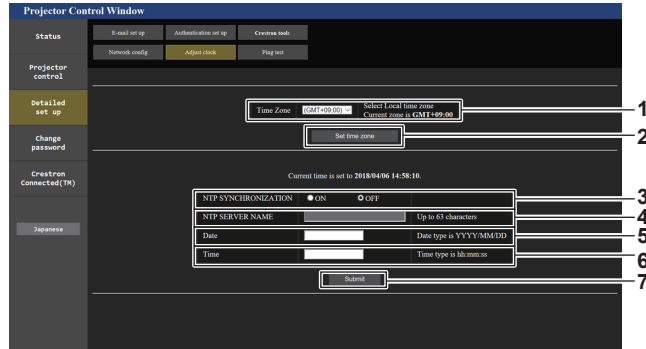 Projector Control Window
Status
E-mail set up
Authentication set up
Crestron tools
Network config
Adjust clock
Ping test
Projector
control
Time Zone
(GMT+09:00)
Select Local time zone
Current zone is GMT+09:00
1
Detailed
set up
Set time zone
2
Change
password
Crestron
Connected(TM)
Current time is set to 2018/04/06 14:58:10.
NTP SYNCHRONIZATION
ON
OFF
3
NTP SERVER NAME
Up to 63 characters
4
Japanese
Date
Date type is YYYY/MM/DD
5
Time
Time type is hh:mm:ss
6
Submit
7